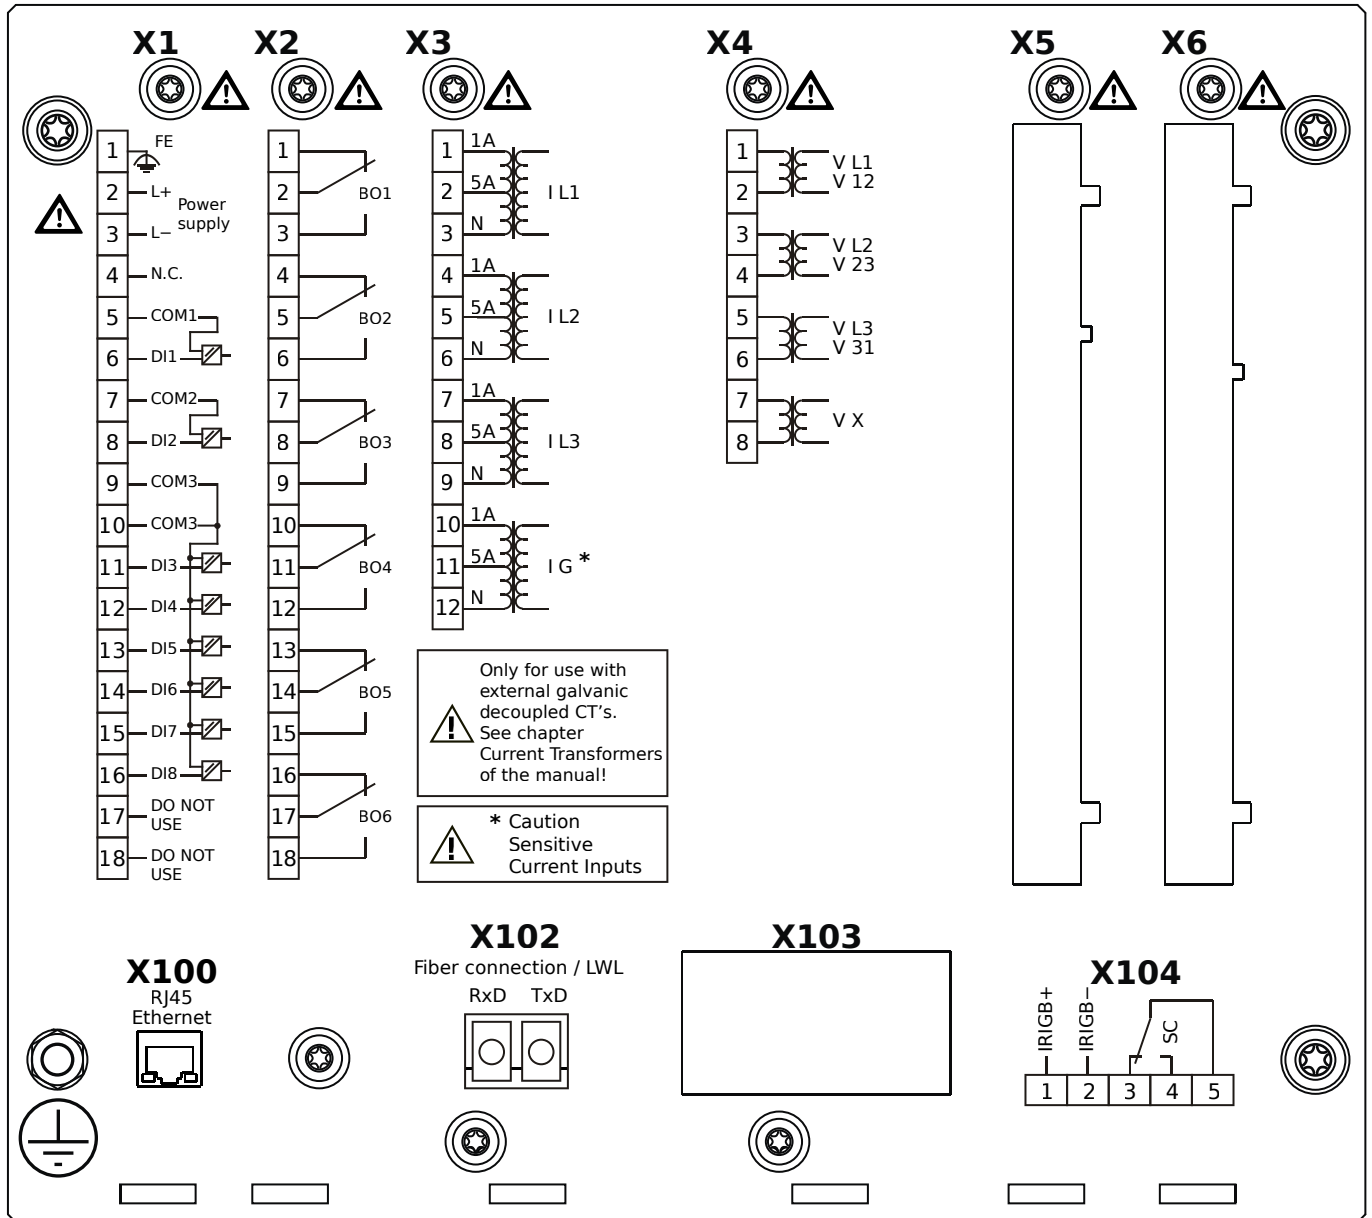 X1 X2 X3 X4 X5 X6
1 FE
2 L+
Power
supply
3 L−
4 N.C.
5 COM1
6 DI1
7 COM2
8 DI2
9 COM3
10 COM3
11 DI3
12 DI4
13 DI5
14 DI6
15 DI7
16 DI8
17 DO NOT
USE
18 DO NOT
USE
1
2 BO1
3
4
5 BO2
6
7
8 BO3
9
10
11 BO4
12
13
14 BO5
15
16
17 BO6
18
1 1A
2 5A I L1
3 N
4 1A
5 5A I L2
6 N
7 1A
8 5A I L3
9 N
10 1A
11 5A I G *
12 N
Only for use with
external galvanic
decoupled CT's.
See chapter
Current Transformers
of the manual!
* Caution
Sensitive
Current Inputs
1 V L1
2 V 12
3 V L2
4 V 23
5 V L3
6 V 31
7 V X
8
X100
RJ45
Ethernet
X102
Fiber connection / LWL
RxD TxD
X103
X104
IRIGB+
IRIGB−
SC
1 2 3 4 5